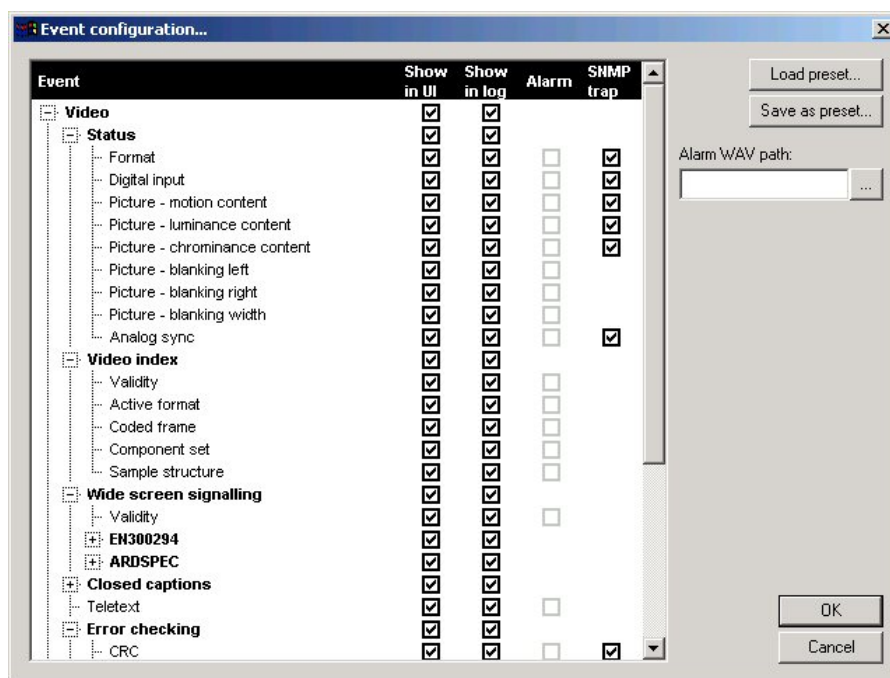 Event configuration...
Event
Show in UI
Show in log
Alarm
SNMP trap
Video
Status
Format
Digital input
Picture - motion content
Picture - luminance content
Picture - chrominance content
Picture - blanking left
Picture - blanking right
Picture - blanking width
Analog sync
Video index
Validity
Active format
Coded frame
Component set
Sample structure
Wide screen signalling
Validity
EN300294
ARDSPEC
Closed captions
Teletext
Error checking
CRC
Load preset...
Save as preset...
Alarm WAV path:
...
OK
Cancel